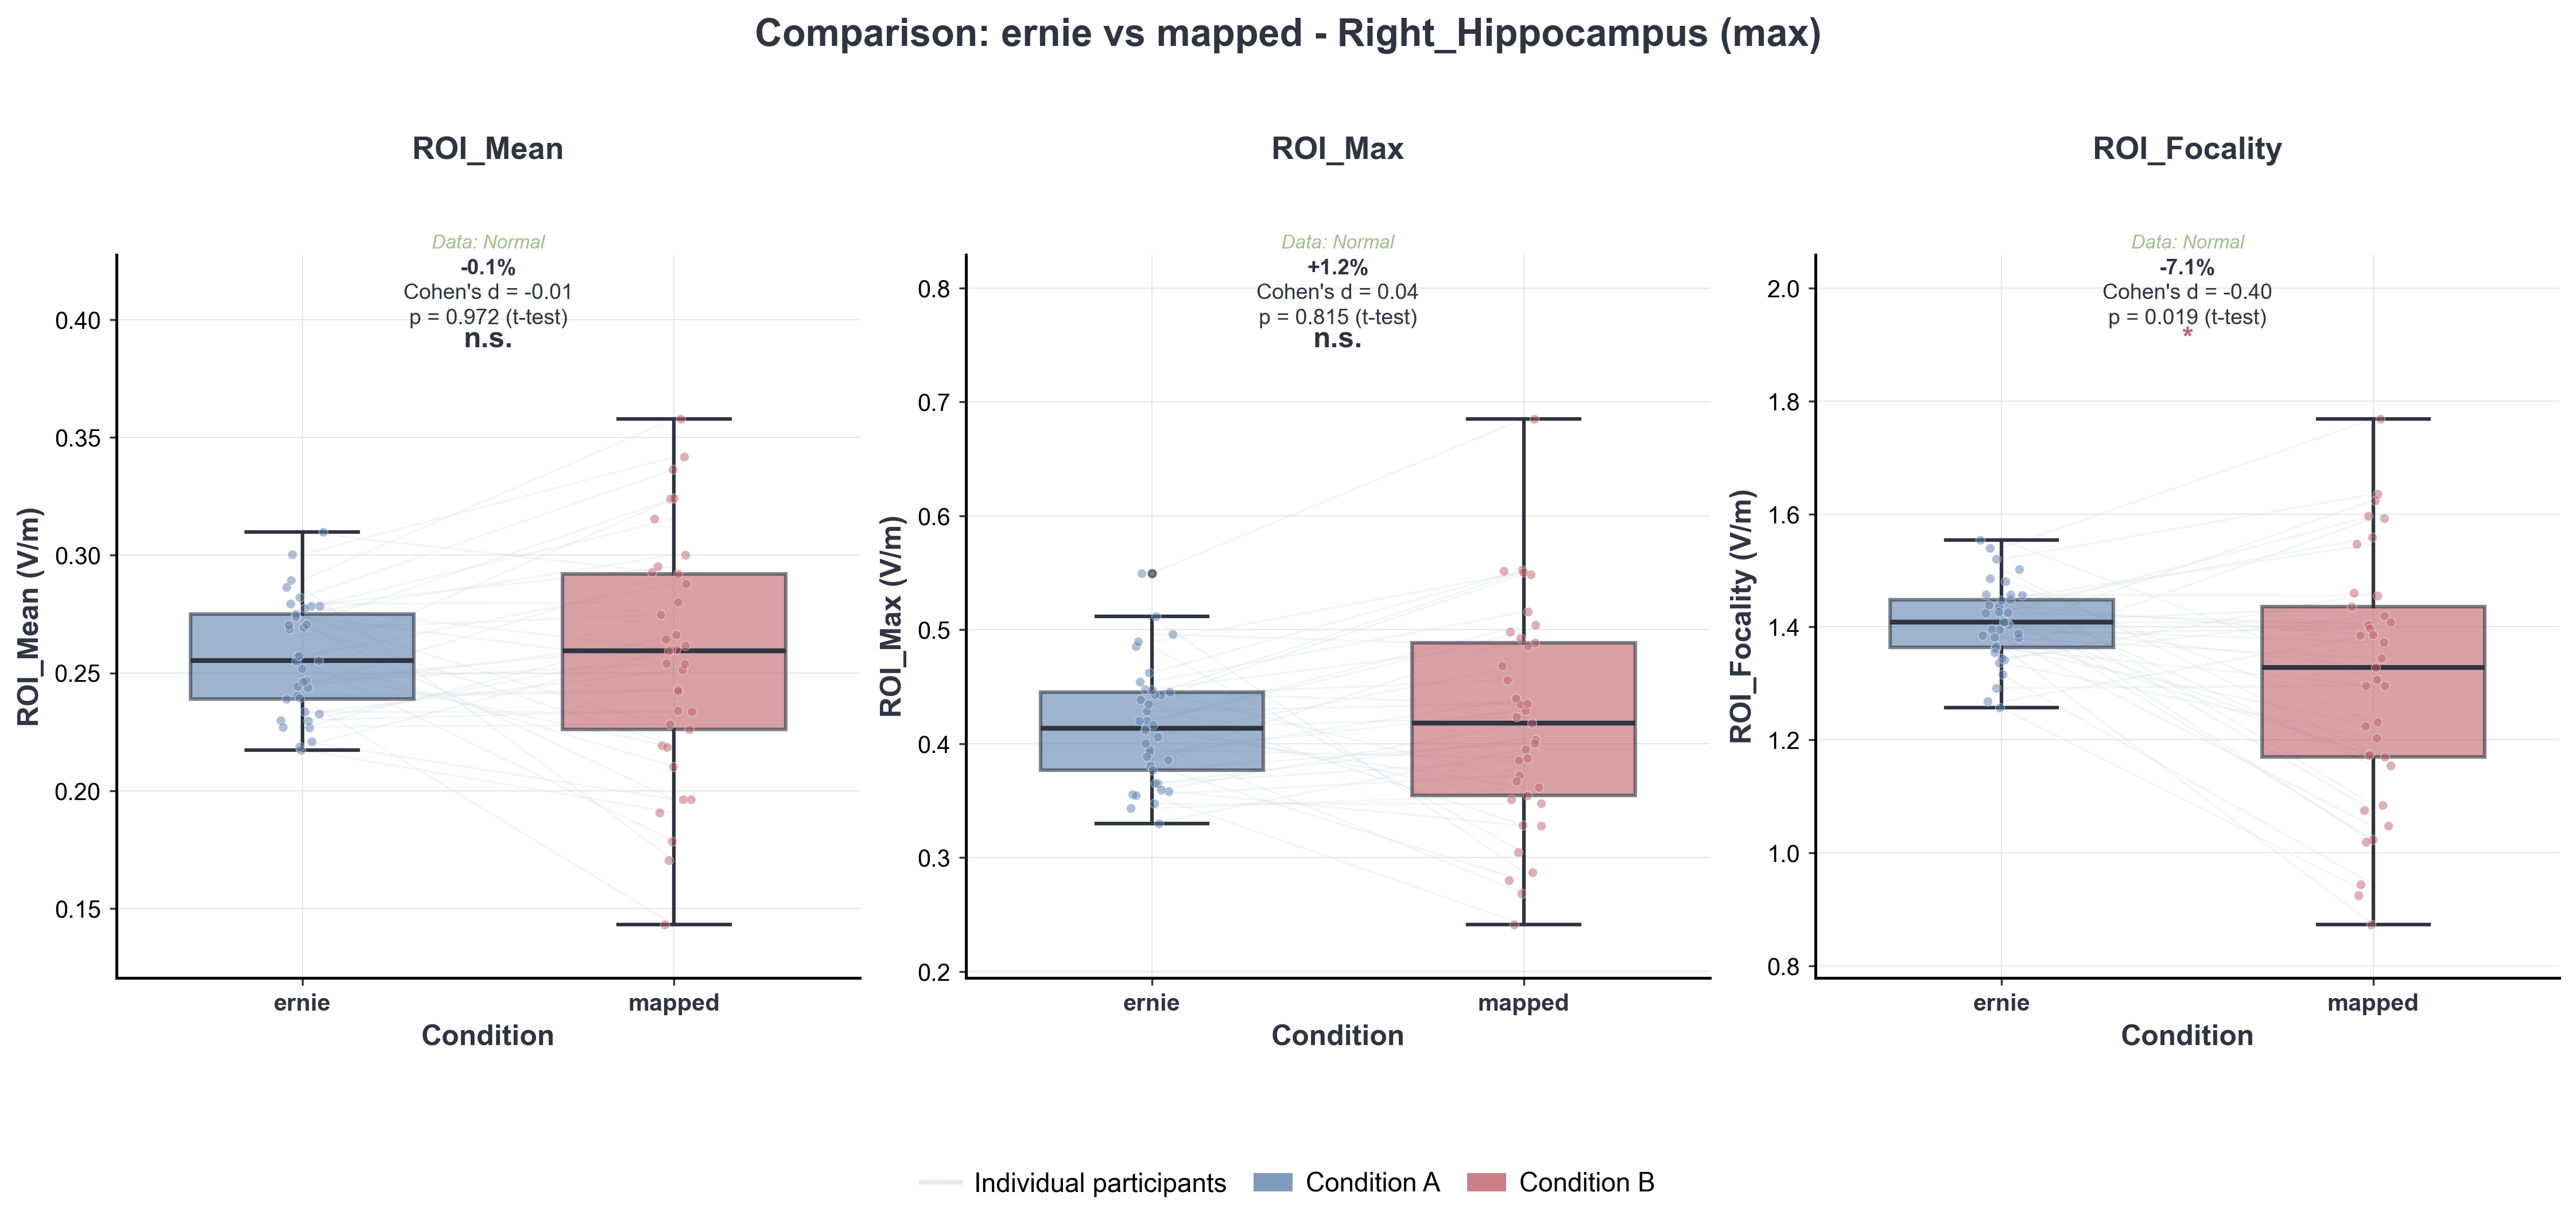 Comparison: ernie vs mapped - Right_Hippocampus (max)
ROI_Mean
Data: Normal
-0.1%
Cohen's d = -0.01
p = 0.972 (t-test)
n.s.
ROI_Mean (V/m)
0.40
0.35
0.30
0.25
0.20
0.15
ernie
mapped
Condition
ROI_Max
Data: Normal
+1.2%
Cohen's d = 0.04
p = 0.815 (t-test)
n.s.
ROI_Max (V/m)
0.8
0.7
0.6
0.5
0.4
0.3
0.2
ernie
mapped
Condition
ROI_Focality
Data: Normal
-7.1%
Cohen's d = -0.40
p = 0.019 (t-test)
*
ROI_Focality (V/m)
2.0
1.8
1.6
1.4
1.2
1.0
0.8
ernie
mapped
Condition
Individual participants
Condition A
Condition B